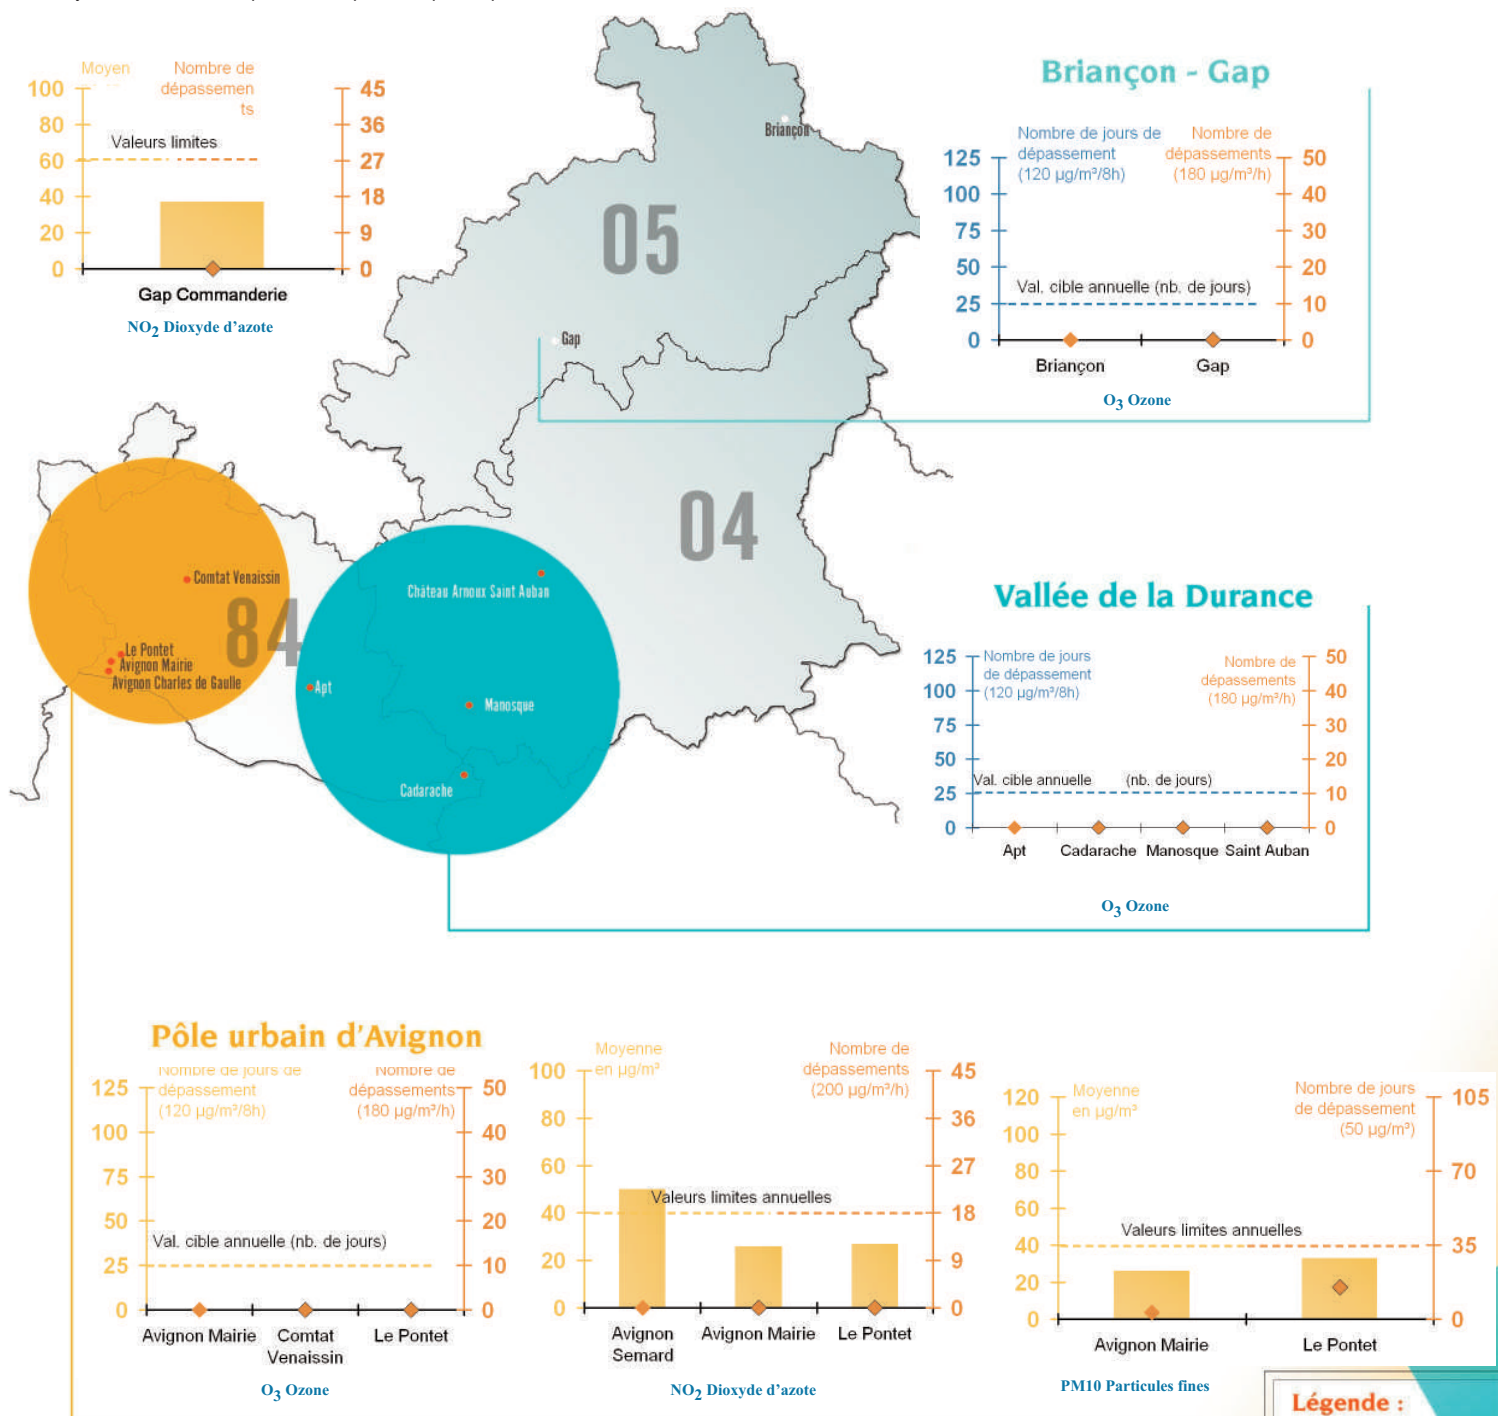 Moyen
Nombre de
dépassemen
ts
100
80
60
40
20
0
45
36
27
18
9
0
Valeurs limites
Gap Commanderie
NO2 Dioxyde d'azote
Briançon
05
Gap
04
Briançon - Gap
Nombre de jours de
dépassement
(120 µg/m³/8h)
Nombre de
dépassements
(180 µg/m³/h)
125
100
75
50
25
0
50
40
30
20
10
0
Val. cible annuelle (nb. de jours)
Briançon
Gap
O3 Ozone
Comtat Venaissin
84
Le Pontet
Avignon Mairie
Avignon Charles de Gaulle
Château Arnoux Saint Auban
Apt
Manosque
Cadarache
Vallée de la Durance
Nombre de jours
de dépassement
(120 µg/m³/8h)
Nombre de
dépassements
(180 µg/m³/h)
125
100
75
50
25
0
50
40
30
20
10
0
Val. cible annuelle (nb. de jours)
Apt
Cadarache
Manosque
Saint Auban
O3 Ozone
Pôle urbain d'Avignon
Nombre de jours de
dépassement
(120 µg/m³/8h)
Nombre de
dépassements
(180 µg/m³/h)
125
100
75
50
25
0
50
40
30
20
10
0
Val. cible annuelle (nb. de jours)
Avignon Mairie
Comtat
Venaissin
Le Pontet
O3 Ozone
Moyenne
en µg/m³
Nombre de
dépassements
(200 µg/m³/h)
100
80
60
40
20
0
45
36
27
18
9
0
Valeurs limites annuelles
Avignon
Semard
Avignon Mairie
Le Pontet
NO2 Dioxyde d'azote
Moyenne
en µg/m³
Nombre de jours
de dépassement
(50 µg/m³)
120
100
80
60
40
20
0
105
70
35
0
Valeurs limites annuelles
Avignon Mairie
Le Pontet
PM10 Particules fines
Légende :